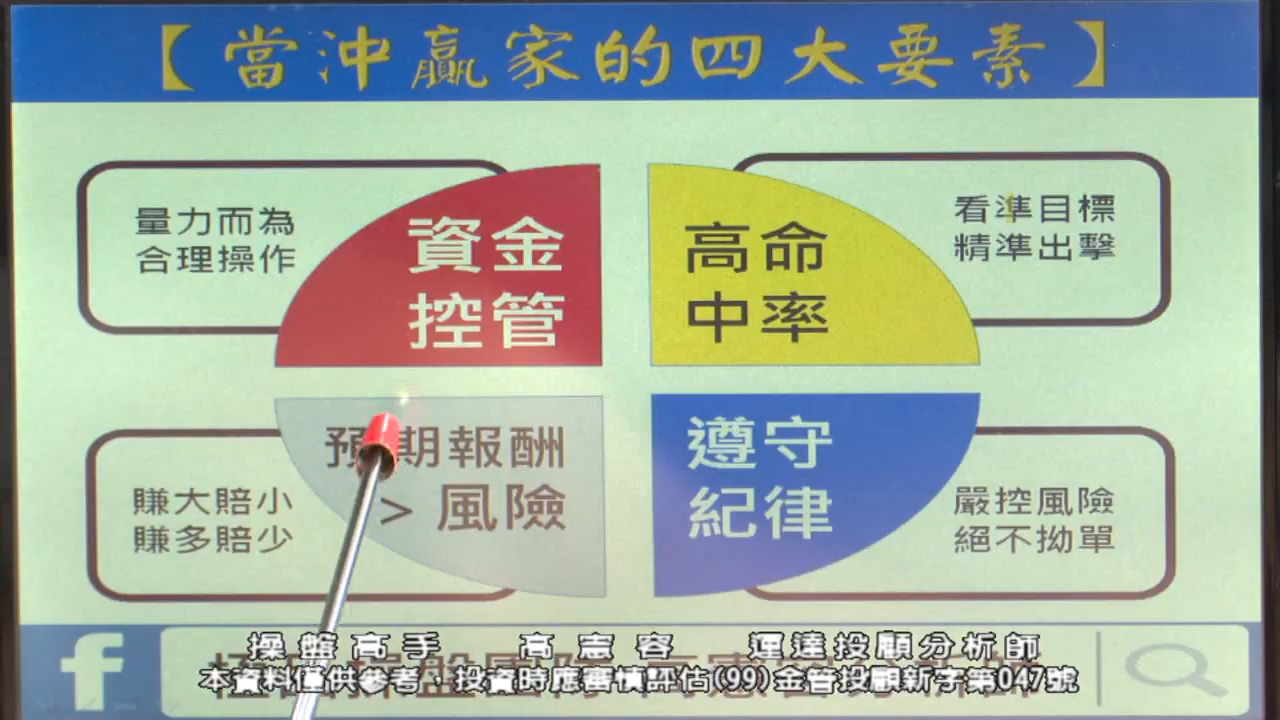 【當沖贏家的四大要素】
量力而為
合理操作
資金
控管
高命
中率
看準目標
精準出擊
預期報酬
> 風險
賺大賠小
賺多賠少
遵守
紀律
嚴控風險
絕不拗單
f
操盤高手 高憲容 運達投顧分析師
本資料僅供參考，投資時應審慎評估(99)金管投顧新字第047號